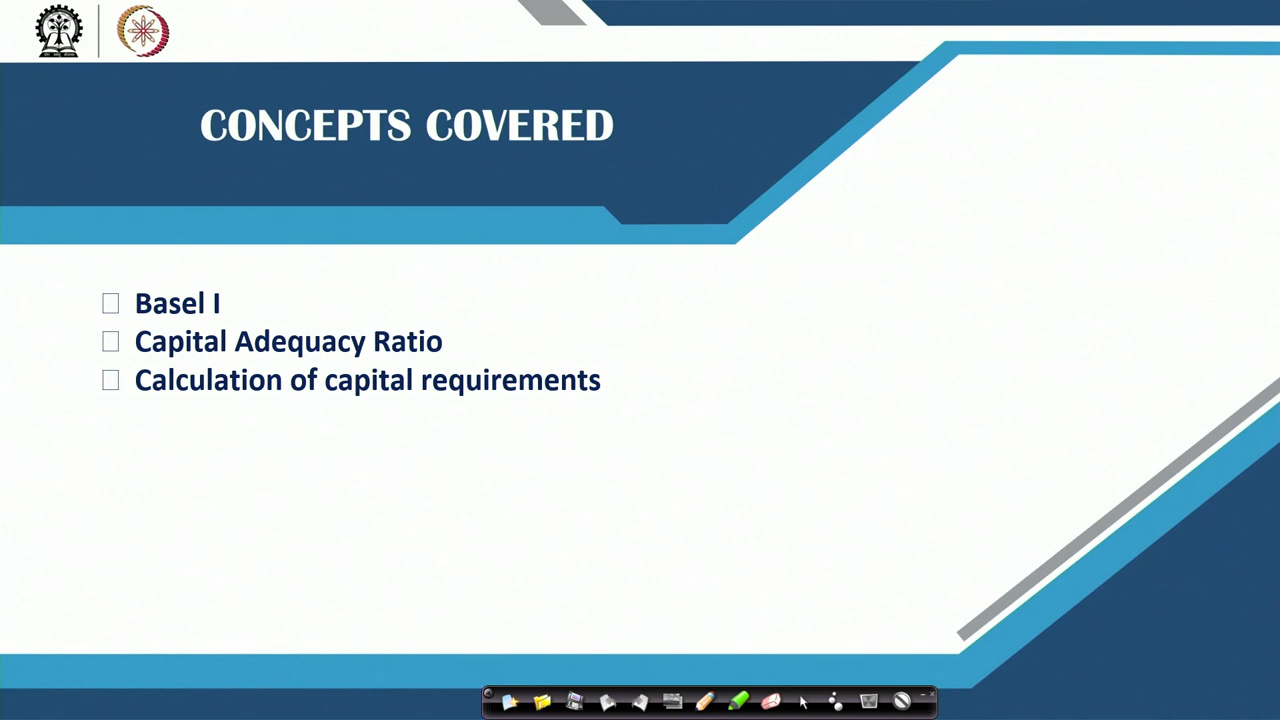 CONCEPTS COVERED
Basel I
Capital Adequacy Ratio
Calculation of capital requirements